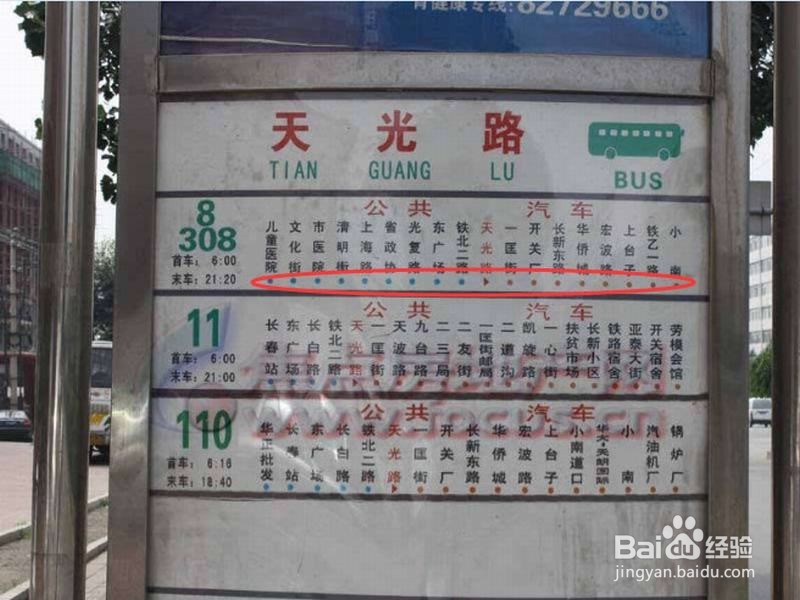 育健康专线:82729666
天光路
TIAN GUANG LU
BUS
8
308
首车: 6:00
末车: 21:20
公共汽车
儿童医院 文化街 市医院 清明街 上海路 省政协 光复路 东广场 铁北二路 天光路 一匡街 开关厂 长新东路 华侨城 宏波路 上台子 铁乙一路 小南
11
首车: 6:00
末车: 21:00
公共汽车
长春站 东广场 长白路 铁北二路 天光路 一匡街 天波路 九台路 二三局 二友街 一匡街邮局 二道沟 凯旋路 一心街 扶贫市场 长新小区 铁路宿舍 亚泰大街 开关宿舍 劳模会馆
110
首车: 6:16
末车: 18:40
公共汽车
华正批发 长春站 东广场 长白路 铁北二路 天光路 一匡街 开关厂 长新东路 华侨城 宏波路 上台子 小南道口 华大·天朗国际 小南 汽油机厂 锅炉厂
Baidu经验
jingyan.baidu.com